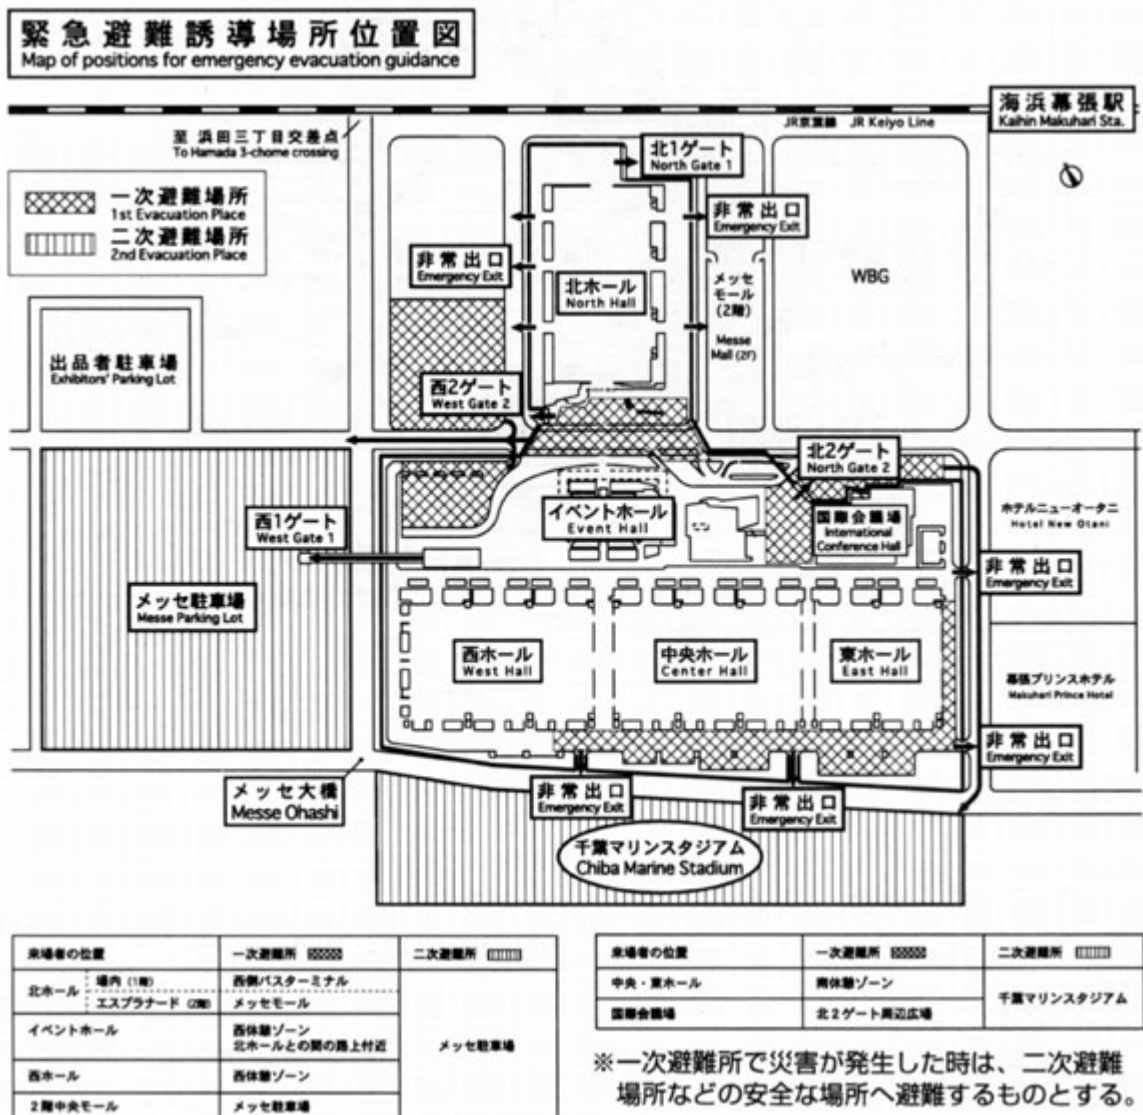 緊急避難誘導場所位置図
Map of positions for emergency evacuation guidance
海浜幕張駅
Kaihin Makuhari Sta.
JR京葉線 JR Keiyo Line
至 浜田三丁目交差点
To Hamada 3-chome crossing
一次避難場所
1st Evacuation Place
二次避難場所
2nd Evacuation Place
北1ゲート
North Gate 1
非常出口
Emergency Exit
非常出口
Emergency Exit
北ホール
North Hall
メッセ
モール
(2階)
Messe
Mall (2F)
WBG
出品者駐車場
Exhibitors' Parking Lot
西2ゲート
West Gate 2
北2ゲート
North Gate 2
西1ゲート
West Gate 1
イベントホール
Event Hall
国際会議場
International
Conference Hall
ホテルニューオータニ
Hotel New Otani
非常出口
Emergency Exit
メッセ駐車場
Messe Parking Lot
西ホール
West Hall
中央ホール
Center Hall
東ホール
East Hall
幕張プリンスホテル
Makuhari Prince Hotel
非常出口
Emergency Exit
メッセ大橋
Messe Ohashi
非常出口
Emergency Exit
非常出口
Emergency Exit
千葉マリンスタジアム
Chiba Marine Stadium
来場者の位置 一次避難所 二次避難所
北ホール 場内 (1階) 西側バスターミナル
エスプラナード (2階) メッセモール
イベントホール 西休憩ゾーン
北ホールとの間の路上付近
メッセ駐車場
西ホール 西休憩ゾーン
2階中央モール メッセ駐車場
来場者の位置 一次避難所 二次避難所
中央・東ホール 南休憩ゾーン
千葉マリンスタジアム
国際会議場 北2ゲート周辺広場
※一次避難所で災害が発生した時は、二次避難
場所などの安全な場所へ避難するものとする。